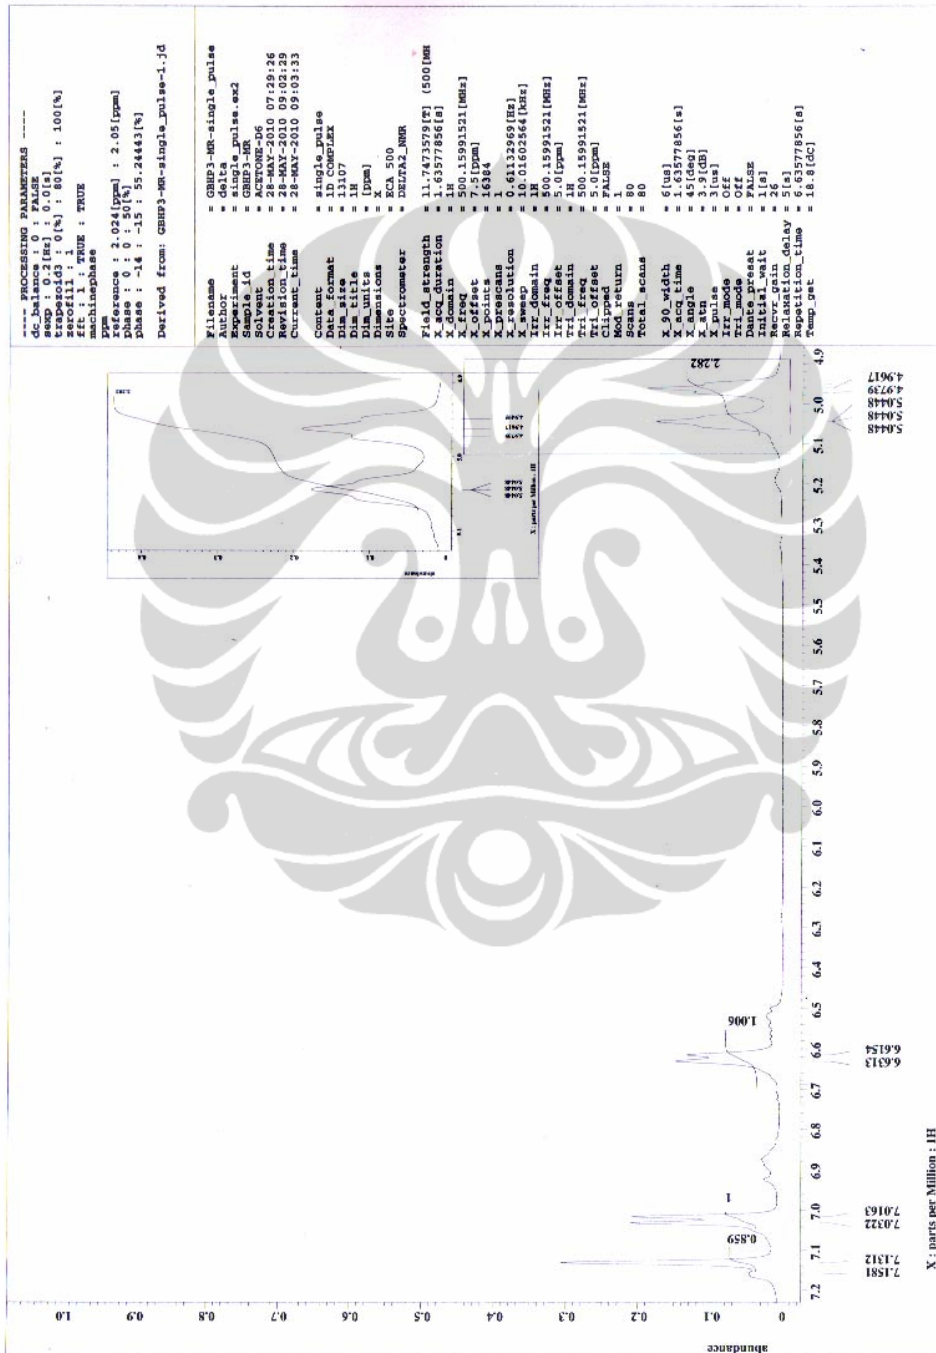 ---- PROCESSING PARAMETERS ----
dc_balance : 0 : FALSE
sexp : 0.2[Hz] : 0.0[s]
trapezoid3 : 0[%] : 80[%] : 100[%]
zerofill : 1
fft : 1 : TRUE : TRUE
machinephase
ppm
reference : 2.024[ppm] : 2.05[ppm]
phase : 0 : 0 : 50[%]
phase : -14 : -15 : 55.24443[%]
Derived from: GBHP3-MR-single_pulse-1.jd
Filename = GBHP3-MR-single_pulse
Author = delta
Experiment = single_pulse.ex2
Sample_id = GBHP3-MR
Solvent = ACETONE-D6
Creation_time = 28-MAY-2010 07:29:26
Revision_time = 28-MAY-2010 09:02:29
Current_time = 28-MAY-2010 09:03:33
Content = single_pulse
Data_format = 1D COMPLEX
Dim_size = 13107
Dim_title = 1H
Dim_units = [ppm]
Dimensions = X
Site = ECA 500
Spectrometer = DELTA2_NMR
Field_strength = 11.7473579[T] (500[MH
X_acq_duration = 1.63577856[s]
X_domain = 1H
X_freq = 500.15991521[MHz]
X_offset = 7.5[ppm]
X_points = 16384
X_prescans = 1
X_resolution = 0.61132969[Hz]
X_sweep = 10.01602564[kHz]
Irr_domain = 1H
Irr_freq = 500.15991521[MHz]
Irr_offset = 5.0[ppm]
Tri_domain = 1H
Tri_freq = 500.15991521[MHz]
Tri_offset = 5.0[ppm]
Clipped = FALSE
Mod_return = 1
Scans = 80
Total_scans = 80
X_90_width = 6[us]
X_acq_time = 1.63577856[s]
X_angle = 45[deg]
X_atn = 3.9[dB]
X_pulse = 3[us]
Irr_mode = Off
Tri_mode = Off
Dante_presat = FALSE
Initial_wait = 1[s]
Recvr_gain = 26
Relaxation_delay = 5[s]
Repetition_time = 6.63577856[s]
Temp_get = 18.8[dC]
abundance
1.0 0.9 0.8 0.7 0.6 0.5 0.4 0.3 0.2 0.1 0
0.859
1
1.006
2.282
7.2 7.1 7.0 6.9 6.8 6.7 6.6 6.5 6.4 6.3 6.2 6.1 6.0 5.9 5.8 5.7 5.6 5.5 5.4 5.3 5.2 5.1 5.0 4.9
7.1581
7.1312
7.0322
7.0163
6.6313
6.6154
5.0448
5.0448
5.0448
4.9739
4.9617
X : parts per Million : 1H
2.282
abundance
X : parts per Million : 1H